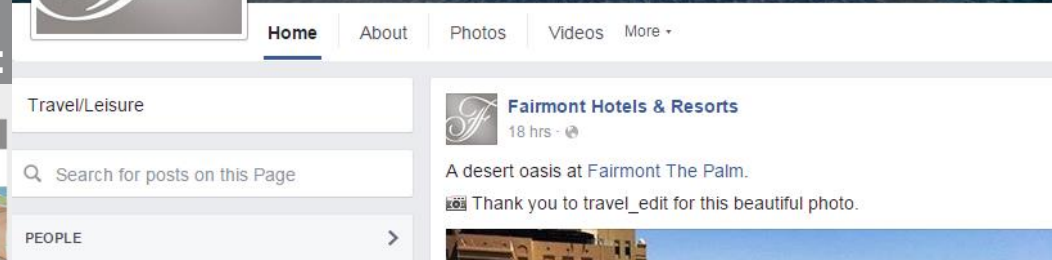 Home About Photos Videos More
Travel/Leisure
Search for posts on this Page
PEOPLE
Fairmont Hotels & Resorts
18 hrs ·
A desert oasis at Fairmont The Palm.
Thank you to travel_edit for this beautiful photo.